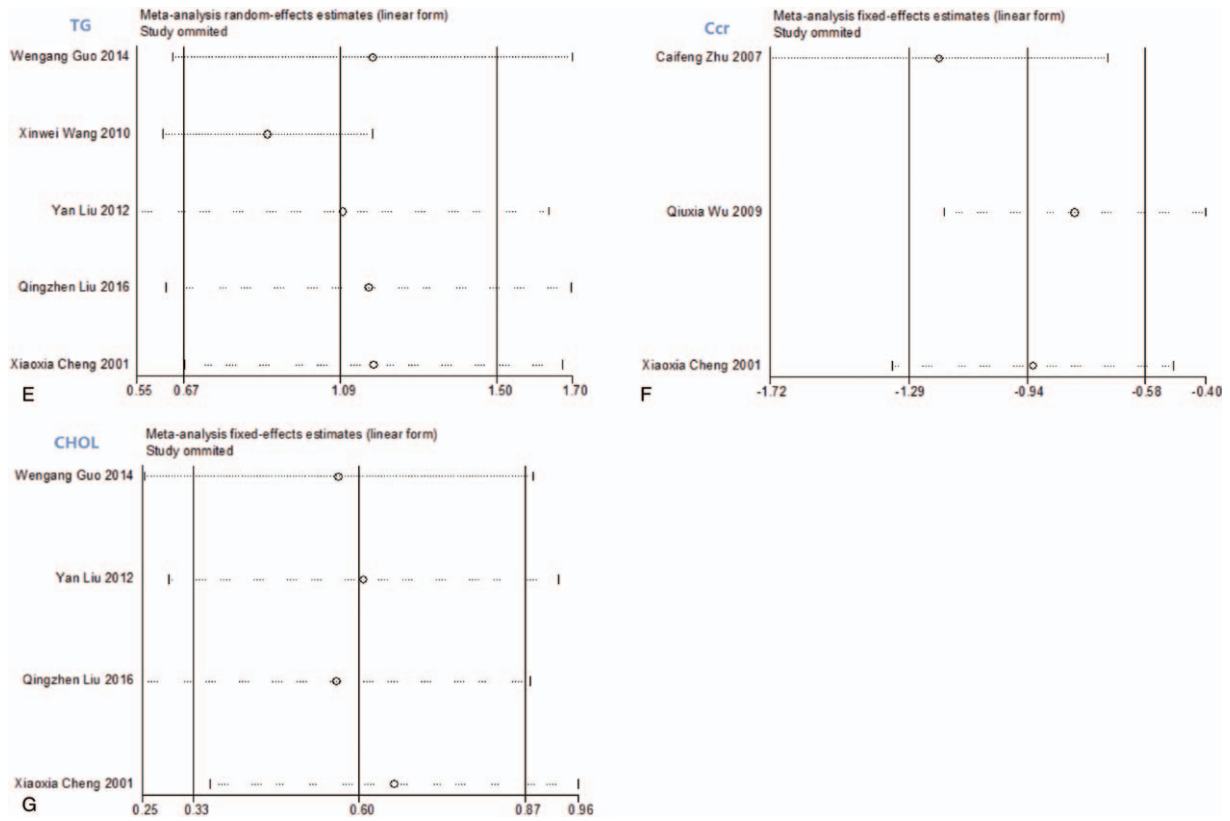 TG
Meta-analysis random-effects estimates (linear form)
Study ommited
Wengang Guo 2014
Xinwei Wang 2010
Yan Liu 2012
Qingzhen Liu 2016
Xiaoxia Cheng 2001
0.55 0.67 1.09 1.50 1.70
E
Ccr
Meta-analysis fixed-effects estimates (linear form)
Study ommited
Caifeng Zhu 2007
Qiuxia Wu 2009
Xiaoxia Cheng 2001
-1.72 -1.29 -0.94 -0.58 -0.40
F
CHOL
Meta-analysis fixed-effects estimates (linear form)
Study ommited
Wengang Guo 2014
Yan Liu 2012
Qingzhen Liu 2016
Xiaoxia Cheng 2001
0.25 0.33 0.60 0.87 0.96
G